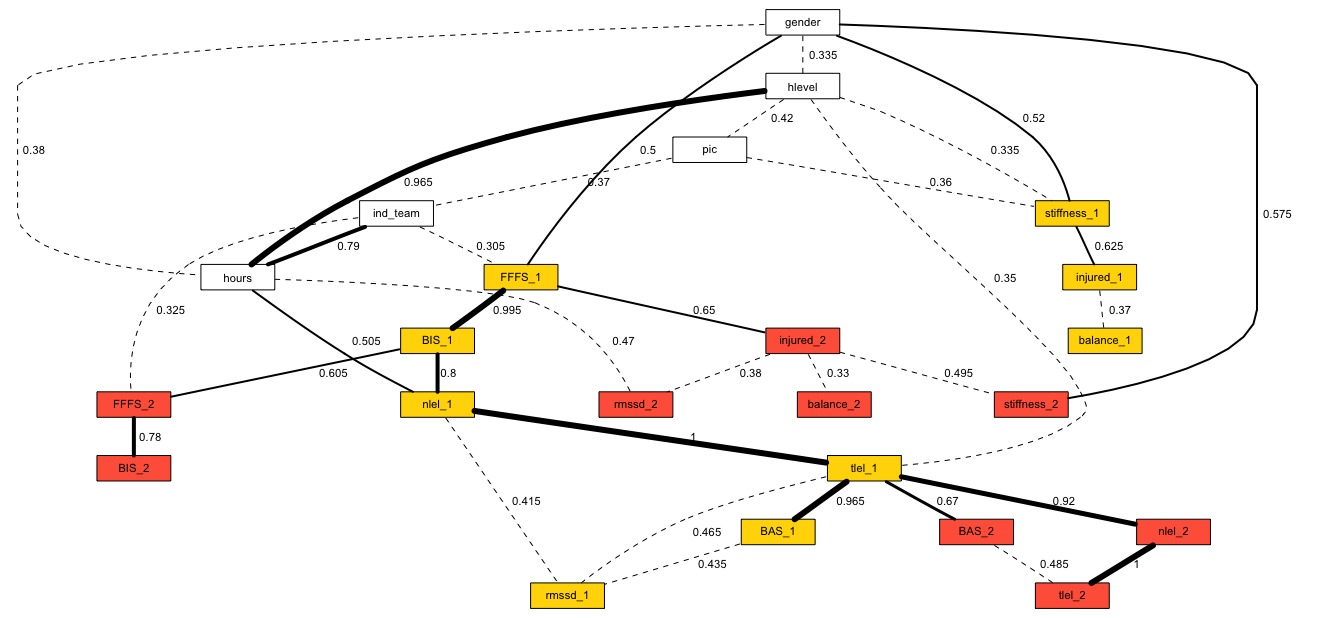 gender
0.335
hlevel
0.42
0.52
0.38
0.5
pic
0.335
0.965
0.37
0.36
ind_team
stiffness_1
0.575
0.79
0.305
0.625
hours
FFFS_1
0.35
injured_1
0.325
0.995
0.65
0.37
BIS_1
0.505
0.47
injured_2
balance_1
0.605
0.8
0.38
0.33
0.495
FFFS_2
nlel_1
rmssd_2
balance_2
stiffness_2
0.78
1
BIS_2
tlel_1
0.415
0.965
0.67
0.92
0.465
BAS_1
BAS_2
nlel_2
0.435
0.485
1
rmssd_1
tlel_2